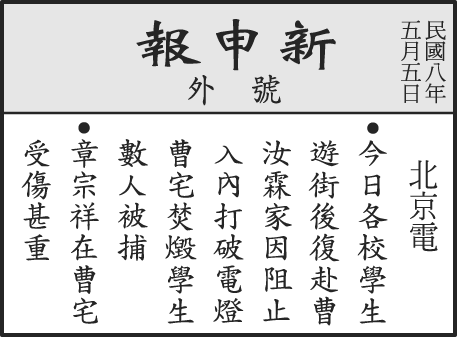 民國八年
五月五日
新申報
號外
北京電
●今日各校學生
遊街後復赴曹
汝霖家因阻止
入內打破電燈
曹宅焚燬學生
數人被捕
●章宗祥在曹宅
受傷甚重